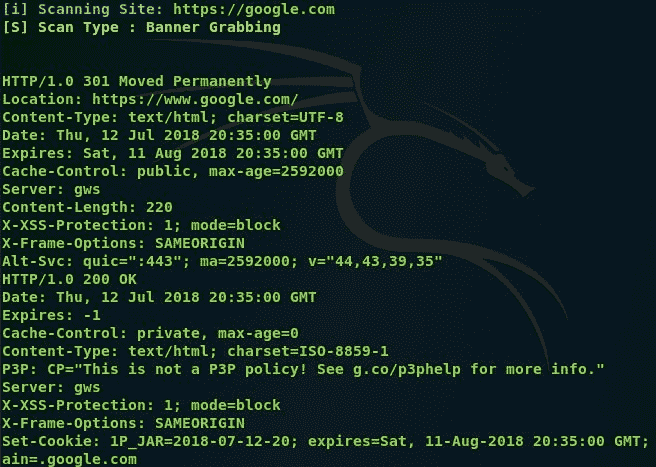 [i] Scanning Site: https://google.com
[S] Scan Type : Banner Grabbing
HTTP/1.0 301 Moved Permanently
Location: https://www.google.com/
Content-Type: text/html; charset=UTF-8
Date: Thu, 12 Jul 2018 20:35:00 GMT
Expires: Sat, 11 Aug 2018 20:35:00 GMT
Cache-Control: public, max-age=2592000
Server: gws
Content-Length: 220
X-XSS-Protection: 1; mode=block
X-Frame-Options: SAMEORIGIN
Alt-Svc: quic=":443"; ma=2592000; v="44,43,39,35"
HTTP/1.0 200 OK
Date: Thu, 12 Jul 2018 20:35:00 GMT
Expires: -1
Cache-Control: private, max-age=0
Content-Type: text/html; charset=ISO-8859-1
P3P: CP="This is not a P3P policy! See g.co/p3phelp for more info."
Server: gws
X-XSS-Protection: 1; mode=block
X-Frame-Options: SAMEORIGIN
Set-Cookie: 1P_JAR=2018-07-12-20; expires=Sat, 11-Aug-2018 20:35:00 GMT;
ain=.google.com